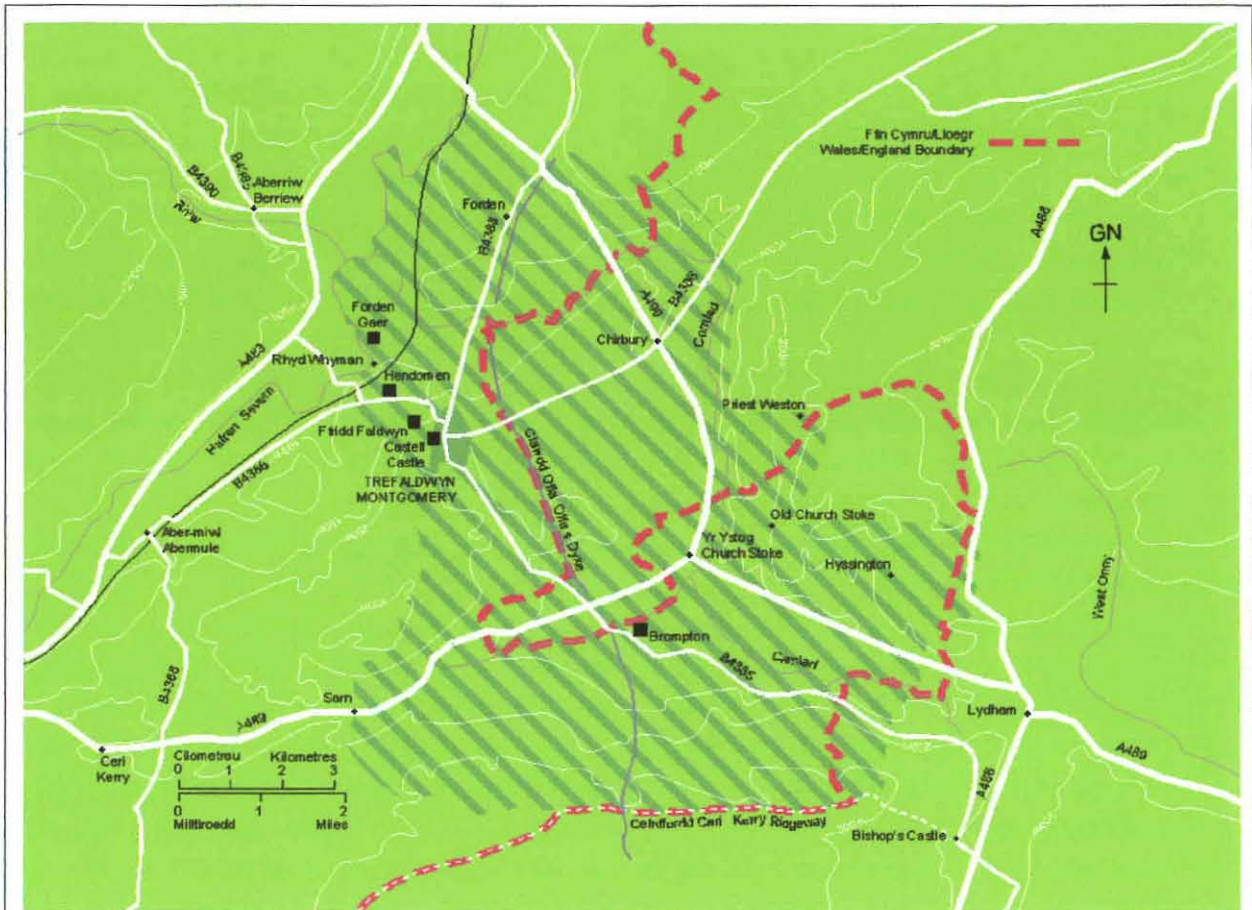 Ffin Cymru/Lloegr
Wales/England Boundary
GN
B4390
B4385
Aberriw
Berriew
Rhiw
Forden
B4388
A488
A490
B4386
Camlad
Forden
Gaer
Rhyd Whyman
Chirbury
A483
Hendomen
Hafren Severn
Priest Weston
Ffridd Faldwyn
Castell
Castle
TREFALDWYN
MONTGOMERY
B4386
Clawdd Offa Offa's Dyke
Old Church Stoke
Aber-miwl
Abermule
Yr Ystog
Church Stoke
Hyssington
West Onny
Brompton
B4385
Camlad
B4368
Sarn
A489
Lydham
A489
Ceri
Kerry
Cilometrau Kilometres
0 1 2 3
0 1 2
Milltiroedd Miles
A488
Cefnffordd Ceri Kerry Ridgeway
Bishop's Castle